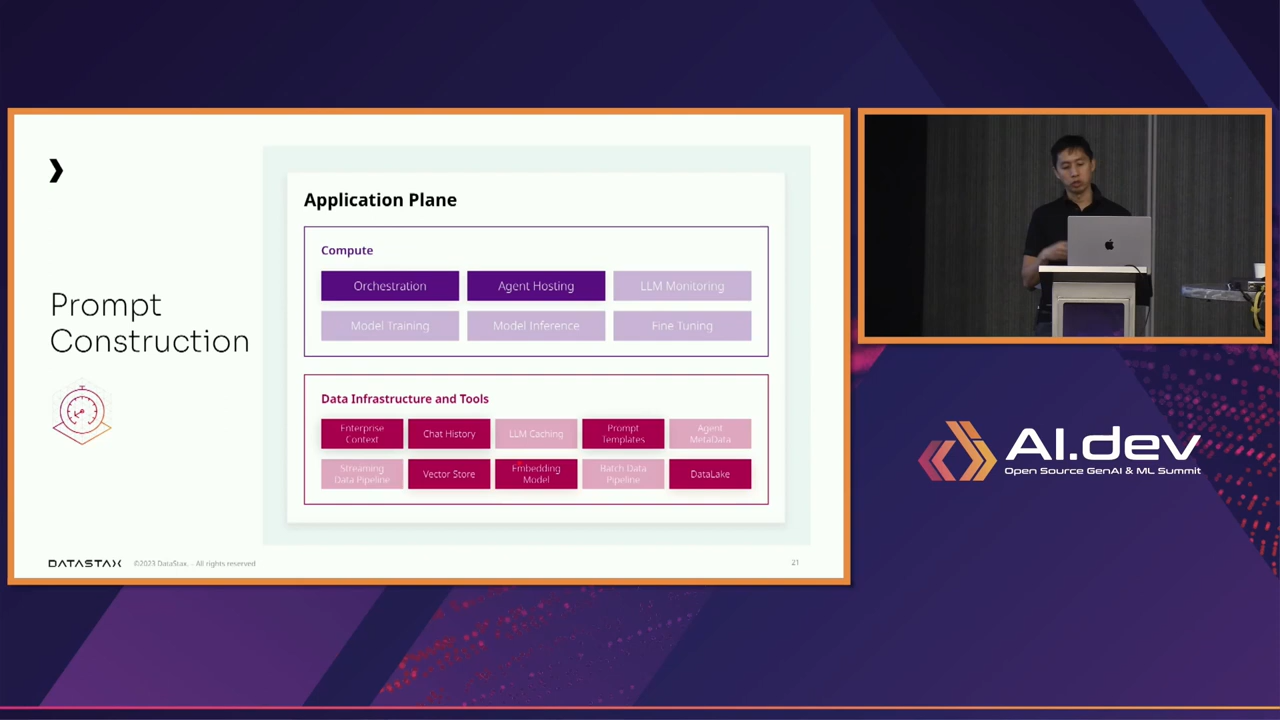 Application Plane
Compute
Orchestration
Agent Hosting
LLM Monitoring
Model Training
Model Inference
Fine Tuning
Prompt
Construction
Data Infrastructure and Tools
Enterprise
Context
Chat History
LLM Caching
Prompt
Templates
Agent
MetaData
Streaming
Data Pipeline
Vector Store
Embedding
Model
Batch Data
Pipeline
DataLake
DATASTAX
©2023 DataStax. - All rights reserved
21
AI.dev
Open Source GenAI & ML Summit